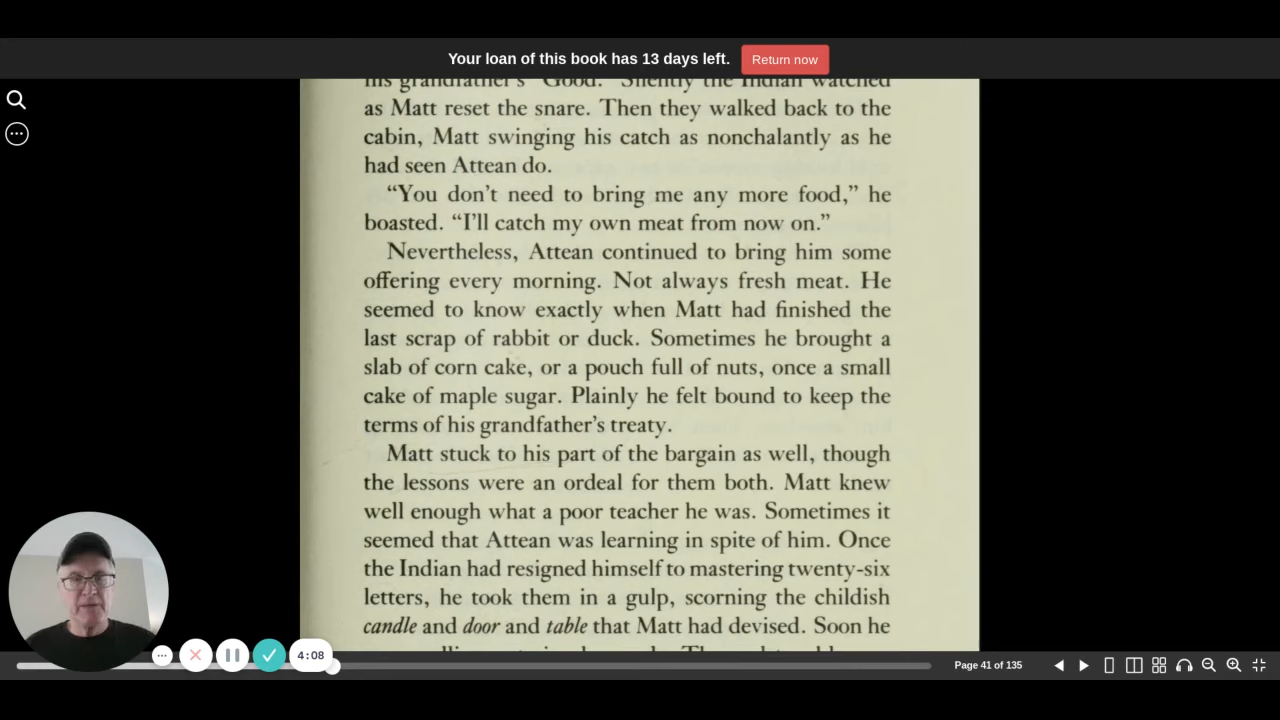 Your loan of this book has 13 days left. Return now
his grandfather's "Good." Silently the Indian watched
as Matt reset the snare. Then they walked back to the
cabin, Matt swinging his catch as nonchalantly as he
had seen Attean do.
“You don’t need to bring me any more food,” he
boasted. “I’ll catch my own meat from now on.”
Nevertheless, Attean continued to bring him some
offering every morning. Not always fresh meat. He
seemed to know exactly when Matt had finished the
last scrap of rabbit or duck. Sometimes he brought a
slab of corn cake, or a pouch full of nuts, once a small
cake of maple sugar. Plainly he felt bound to keep the
terms of his grandfather’s treaty.
Matt stuck to his part of the bargain as well, though
the lessons were an ordeal for them both. Matt knew
well enough what a poor teacher he was. Sometimes it
seemed that Attean was learning in spite of him. Once
the Indian had resigned himself to mastering twenty-six
letters, he took them in a gulp, scorning the childish
candle and door and table that Matt had devised. Soon he
4:08
Page 41 of 135